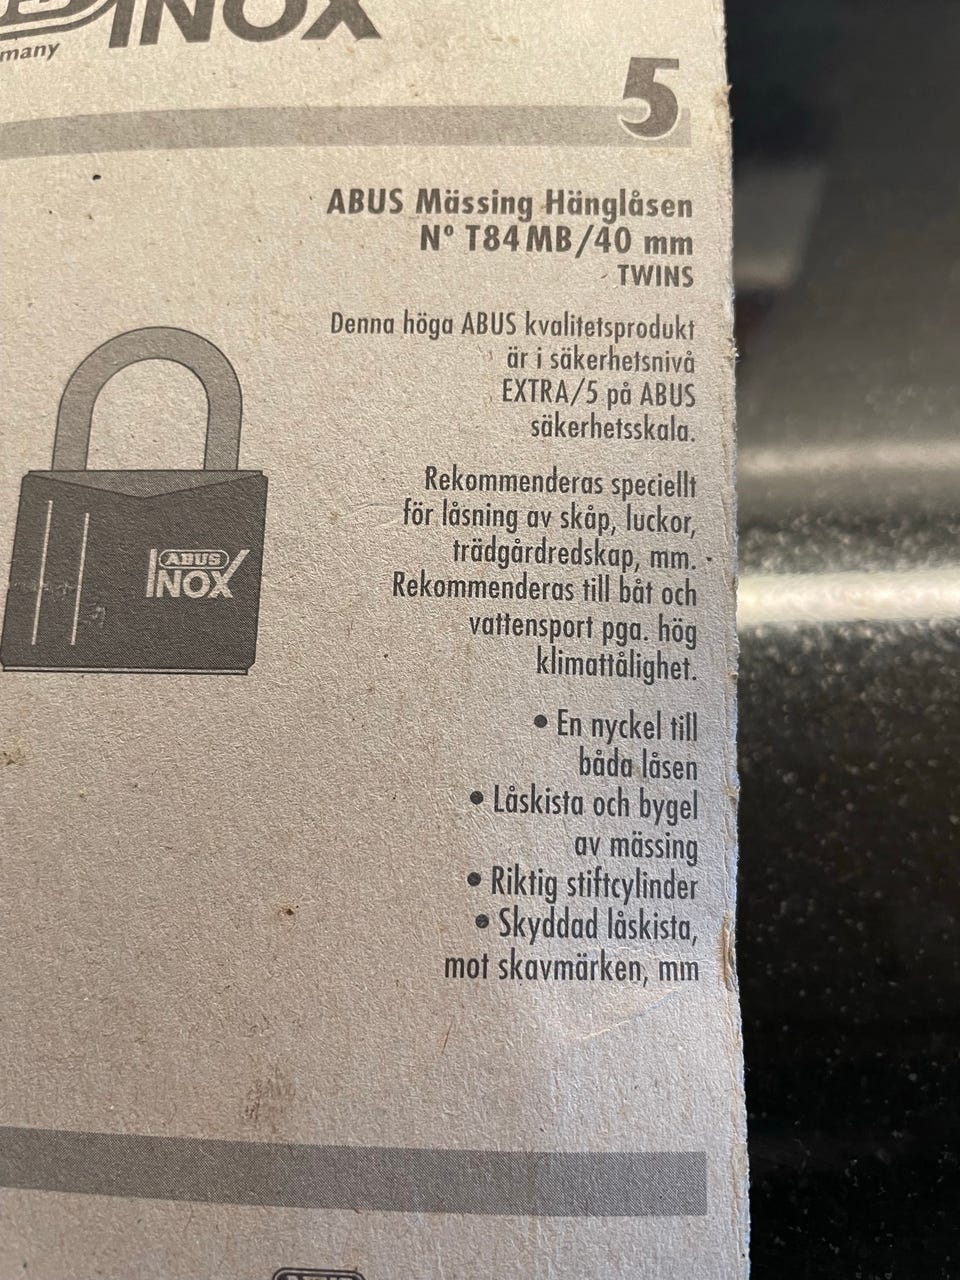 INOX
many
5
ABUS Mässing Hänglåsen
Nº T84MB/40 mm
TWINS
Denna höga ABUS kvalitetsprodukt
är i säkerhetsnivå
EXTRA/5 på ABUS
säkerhetsskala.
Rekommenderas speciellt
för låsning av skåp, luckor,
trädgårdredskap, mm.
Rekommenderas till båt och
vattensport pga. hög
klimattålighet.
ABUS
INOX
• En nyckel till
båda låsen
• Låskista och bygel
av mässing
• Riktig stiftcylinder
• Skyddad låskista,
mot skavmärken, mm
ABUS